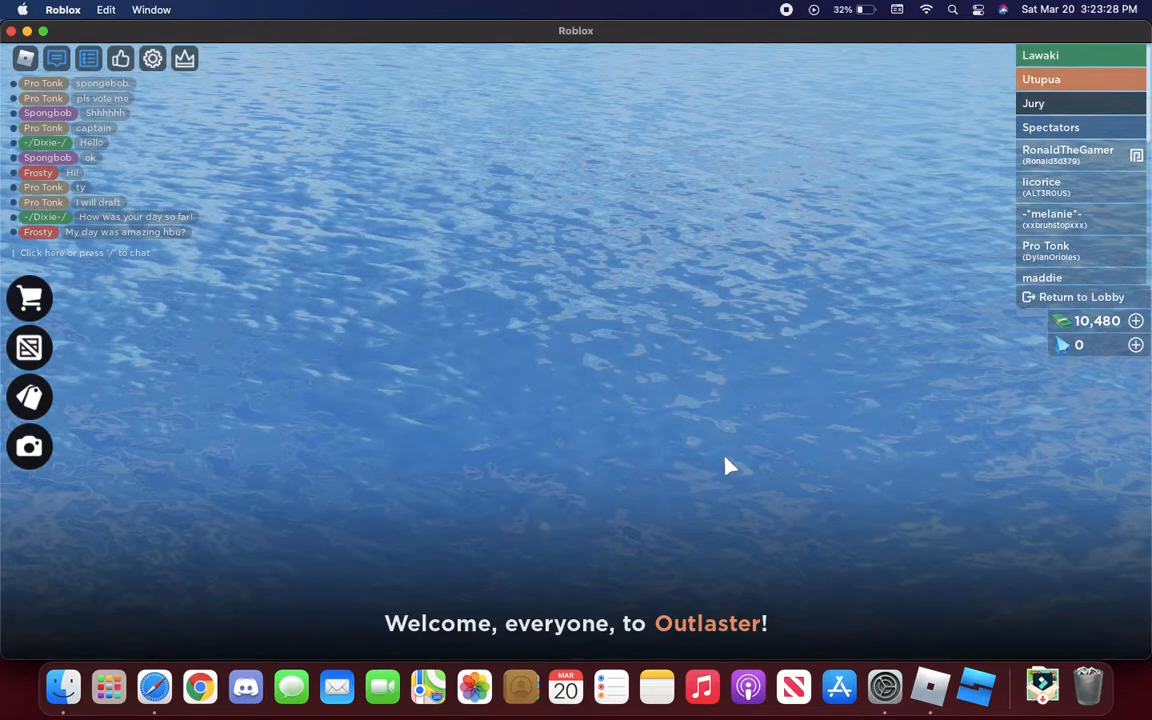 Roblox Edit Window 32% Sat Mar 20 3:23:28 PM
Roblox
Pro Tonk spongebob.
Pro Tonk pls vote me
Spongbob Shhhhhh
Pro Tonk captain
-/Dixie-/ Hello
Spongbob ok
Frosty Hi!
Pro Tonk ty
Pro Tonk I will draft
-/Dixie-/ How was your day so far!
Frosty My day was amazing hbu?
Click here or press '/' to chat
Lawaki
Utupua
Jury
Spectators
RonaldTheGamer
(Ronald3d379)
licorice
(ALT3R0US)
-*melanie*-
(xxbrunstopxxx)
Pro Tonk
(DylanOrioles)
maddie
Return to Lobby
10,480
0
Welcome, everyone, to Outlaster!
MAR
20